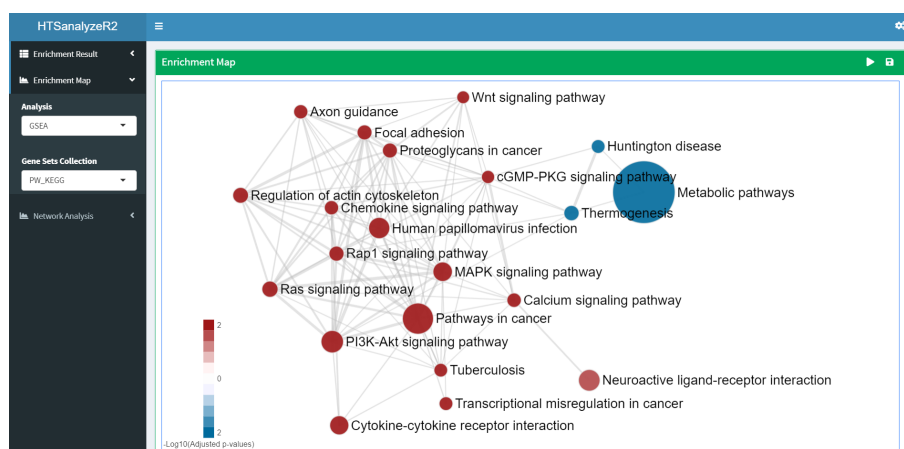 HTSanalyzeR2
Enrichment Result
Enrichment Map
Analysis
GSEA
Gene Sets Collection
PW_KEGG
Network Analysis
Enrichment Map
Wnt signaling pathway
Axon guidance
Focal adhesion
Proteoglycans in cancer
Huntington disease
cGMP-PKG signaling pathway
Metabolic pathways
Regulation of actin cytoskeleton
Chemokine signaling pathway
Thermogenesis
Human papillomavirus infection
Rap1 signaling pathway
MAPK signaling pathway
Ras signaling pathway
Calcium signaling pathway
Pathways in cancer
PI3K-Akt signaling pathway
Tuberculosis
Neuroactive ligand-receptor interaction
Transcriptional misregulation in cancer
Cytokine-cytokine receptor interaction
2
0
2
-Log10(Adjusted p-values)